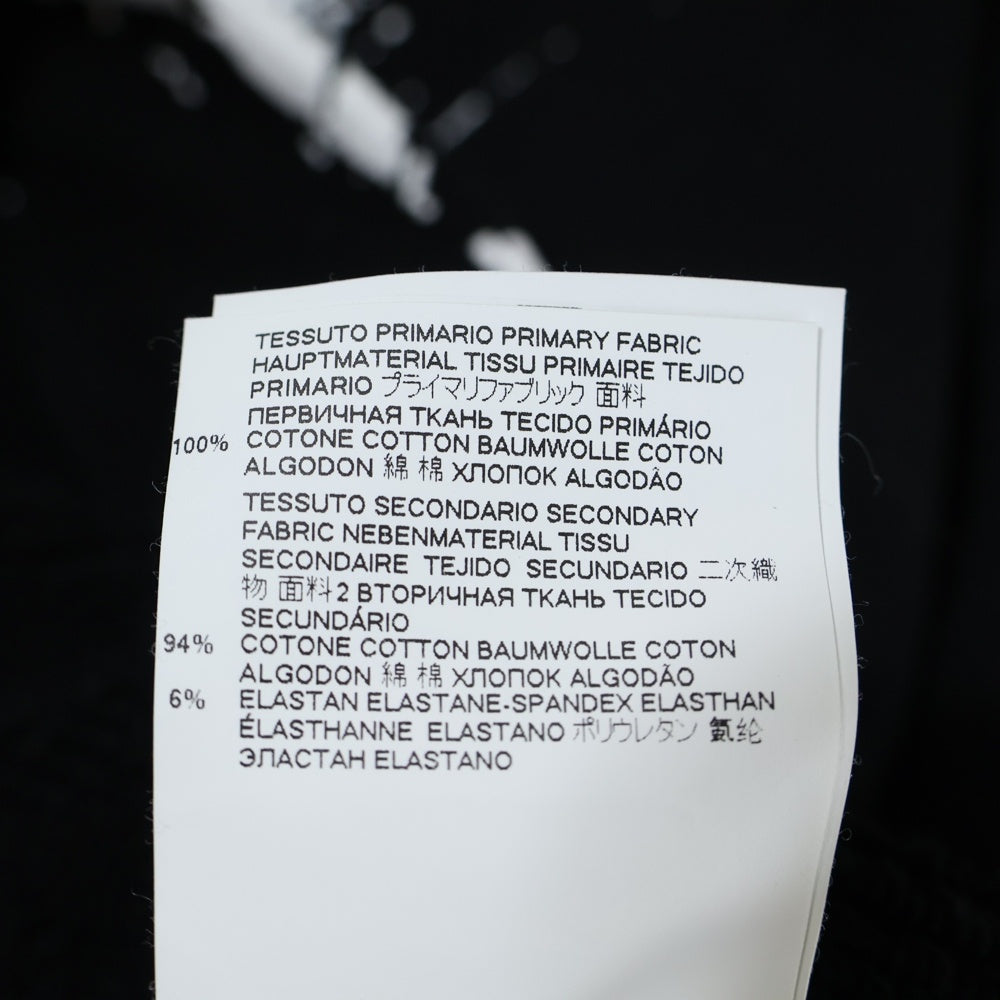 TESSUTO PRIMARIO PRIMARY FABRIC
HAUPTMATERIAL TISSU PRIMAIRE TEJIDO
PRIMARIO プライマリファブリック 面料
ПЕРВИЧНАЯ ТКАНЬ TECIDO PRIMÁRIO
100% COTONE COTTON BAUMWOLLE COTON
ALGODON 綿 棉 ХЛОПОК ALGODÃO
TESSUTO SECONDARIO SECONDARY
FABRIC NEBENMATERIAL TISSU
SECONDAIRE TEJIDO SECUNDARIO 二次織
物 面料2 ВТОРИЧНАЯ ТКАНЬ TECIDO
SECUNDÁRIO
94% COTONE COTTON BAUMWOLLE COTON
ALGODON 綿 棉 ХЛОПОК ALGODÃO
6% ELASTAN ELASTANE-SPANDEX ELASTHAN
ÉLASTHANNE ELASTANO ポリウレタン 氨纶
ЭЛАСТАН ELASTANO